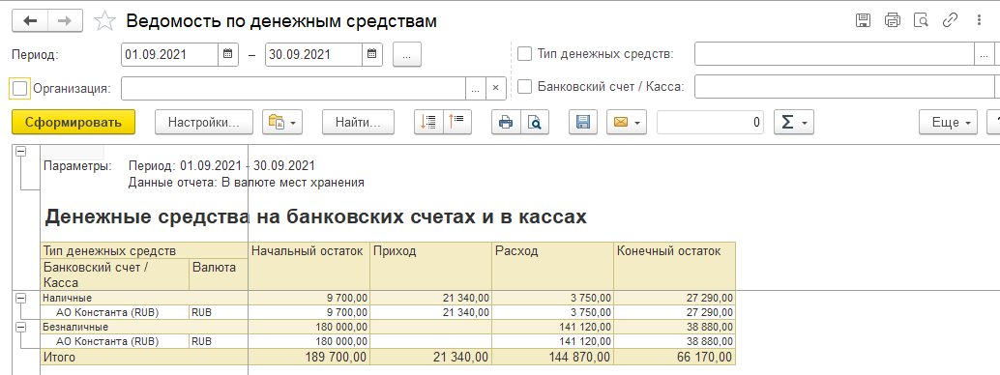 Ведомость по денежным средствам
Период: 01.09.2021 – 30.09.2021 ... Тип денежных средств: ...
Организация: ... × Банковский счет / Касса:
Сформировать Настройки... Найти... 0 Σ Еще
Параметры: Период: 01.09.2021 - 30.09.2021
Данные отчета: В валюте мест хранения
Денежные средства на банковских счетах и в кассах
Тип денежных средств Начальный остаток Приход Расход Конечный остаток
Банковский счет / Валюта
Касса
Наличные 9 700,00 21 340,00 3 750,00 27 290,00
АО Константа (RUB) RUB 9 700,00 21 340,00 3 750,00 27 290,00
Безналичные 180 000,00 141 120,00 38 880,00
АО Константа (RUB) RUB 180 000,00 141 120,00 38 880,00
Итого 189 700,00 21 340,00 144 870,00 66 170,00